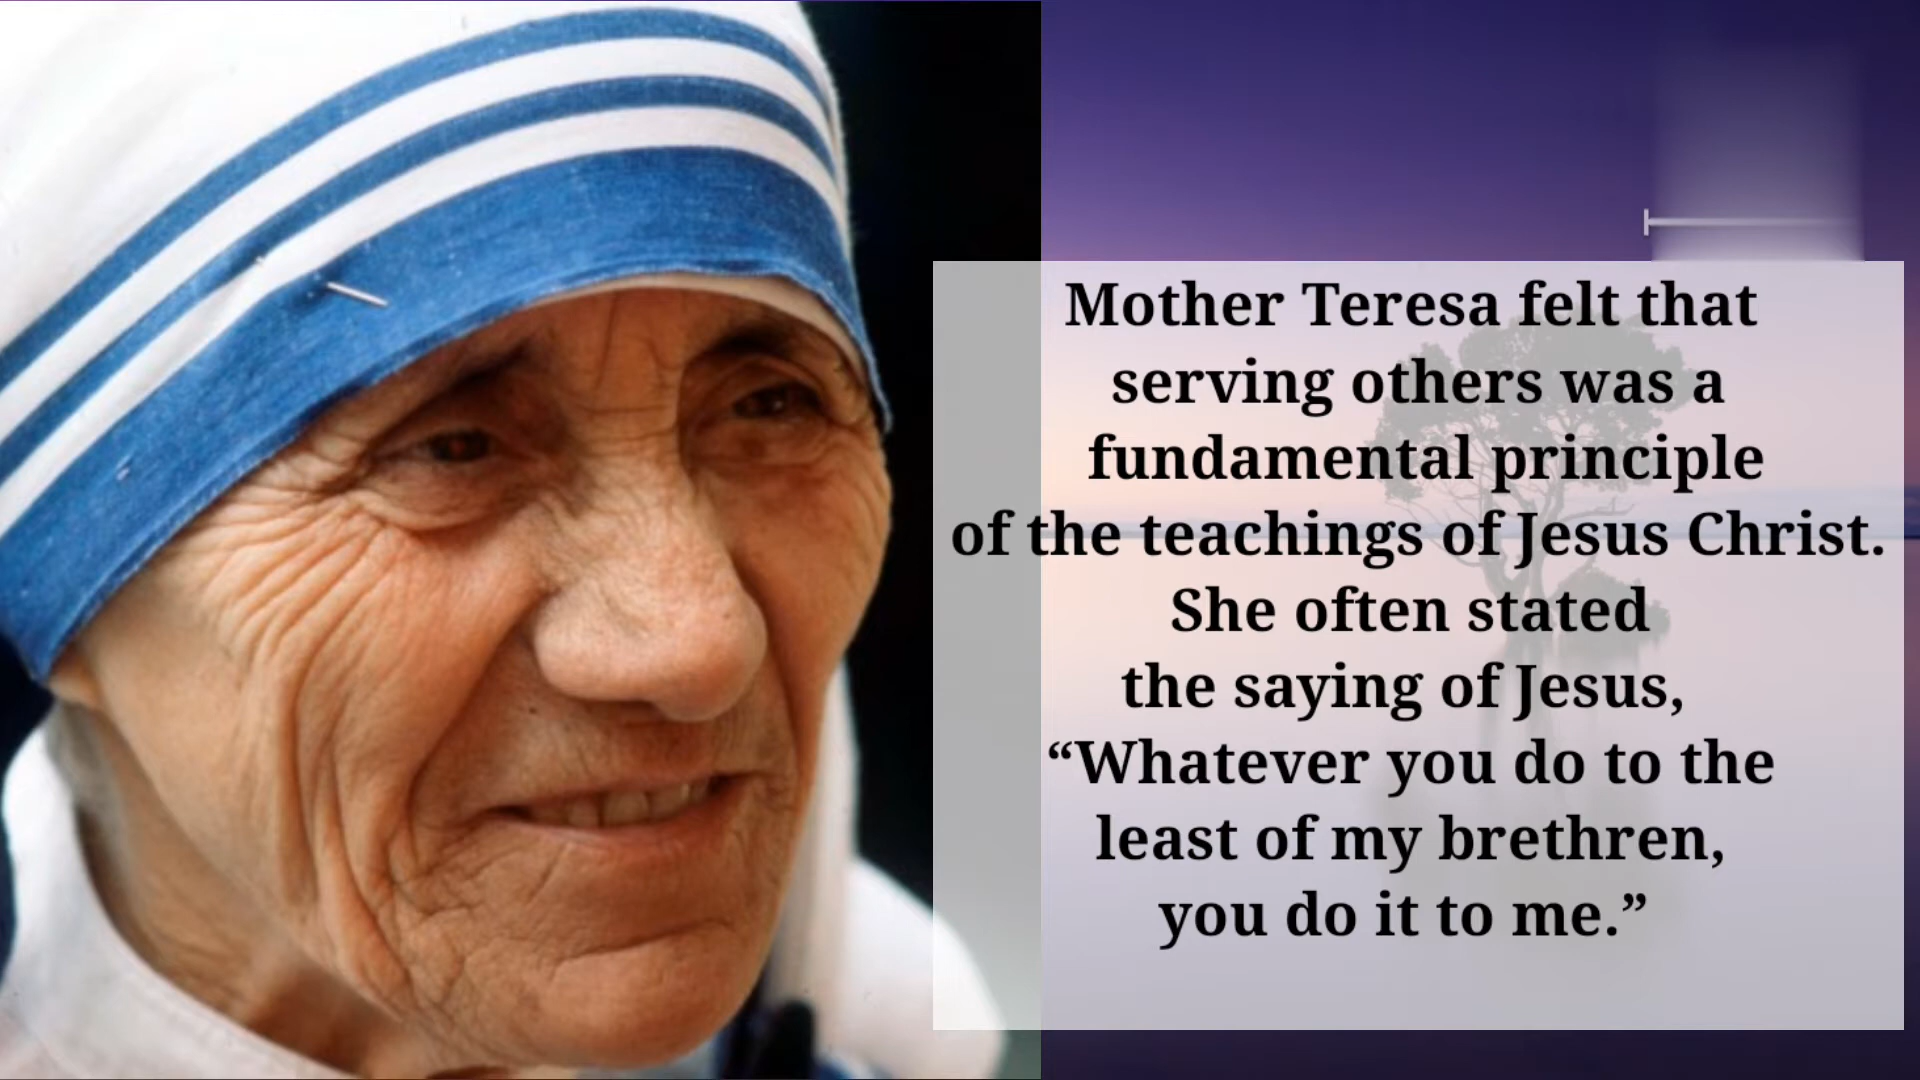 Mother Teresa felt that
serving others was a
fundamental principle
of the teachings of Jesus Christ.
She often stated
the saying of Jesus,
“Whatever you do to the
least of my brethren,
you do it to me.”